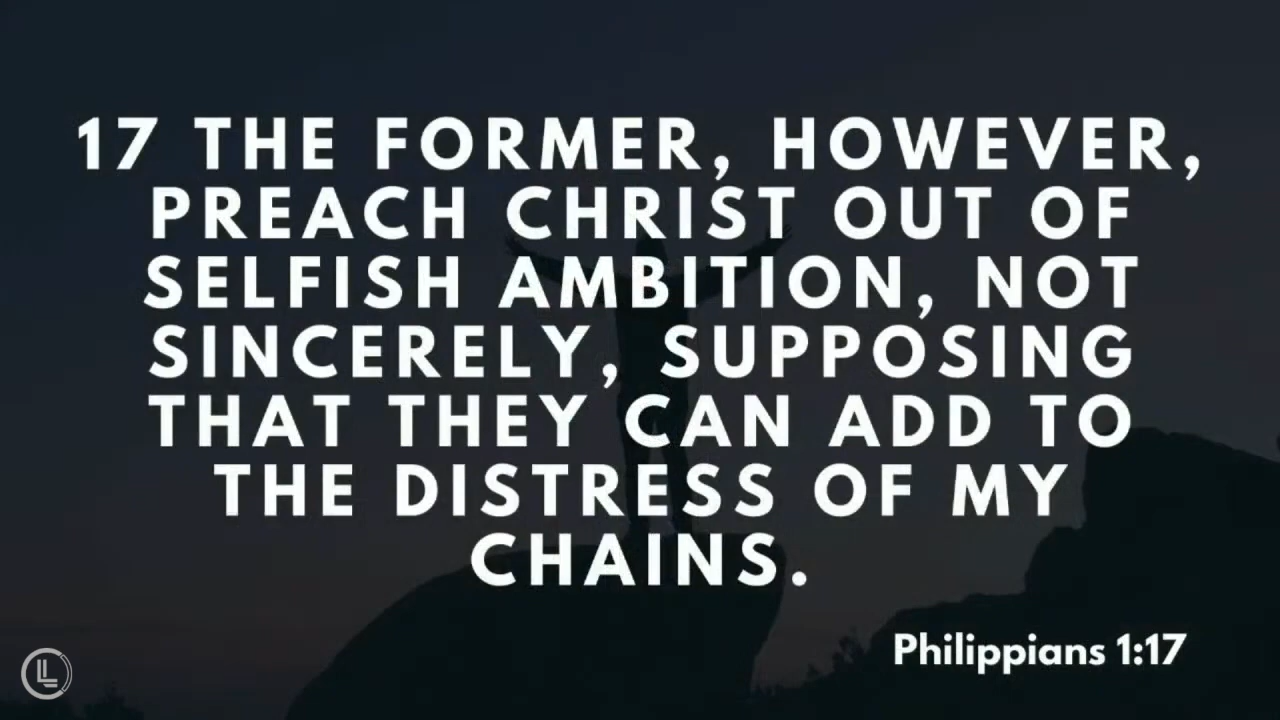 17 THE FORMER, HOWEVER,
PREACH CHRIST OUT OF
SELFISH AMBITION, NOT
SINCERELY, SUPPOSING
THAT THEY CAN ADD TO
THE DISTRESS OF MY
CHAINS.
Philippians 1:17
LL